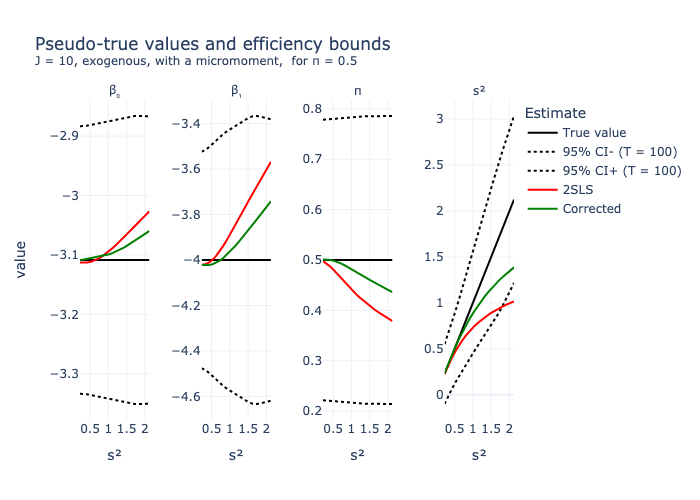 Pseudo-true values and efficiency bounds
J = 10, exogenous, with a micromoment,  for π = 0.5
β₀
β₁
π
s²
value
−2.9
−3
−3.1
−3.2
−3.3
−3.4
−3.6
−3.8
−4
−4.2
−4.4
−4.6
0.8
0.7
0.6
0.5
0.4
0.3
0.2
3
2.5
2
1.5
1
0.5
0
0.5 1 1.5 2
0.5 1 1.5 2
0.5 1 1.5 2
0.5 1 1.5 2
s²
s²
s²
s²
Estimate
True value
95% CI- (T = 100)
95% CI+ (T = 100)
2SLS
Corrected